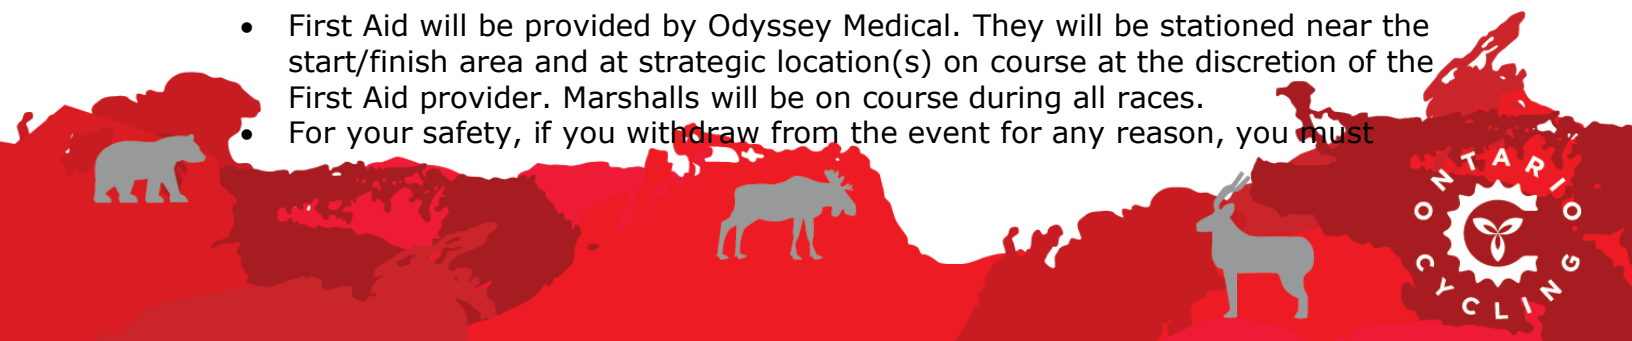 • First Aid will be provided by Odyssey Medical. They will be stationed near the
start/finish area and at strategic location(s) on course at the discretion of the
First Aid provider. Marshalls will be on course during all races.
• For your safety, if you withdraw from the event for any reason, you must
ONTARIO
CYCLING